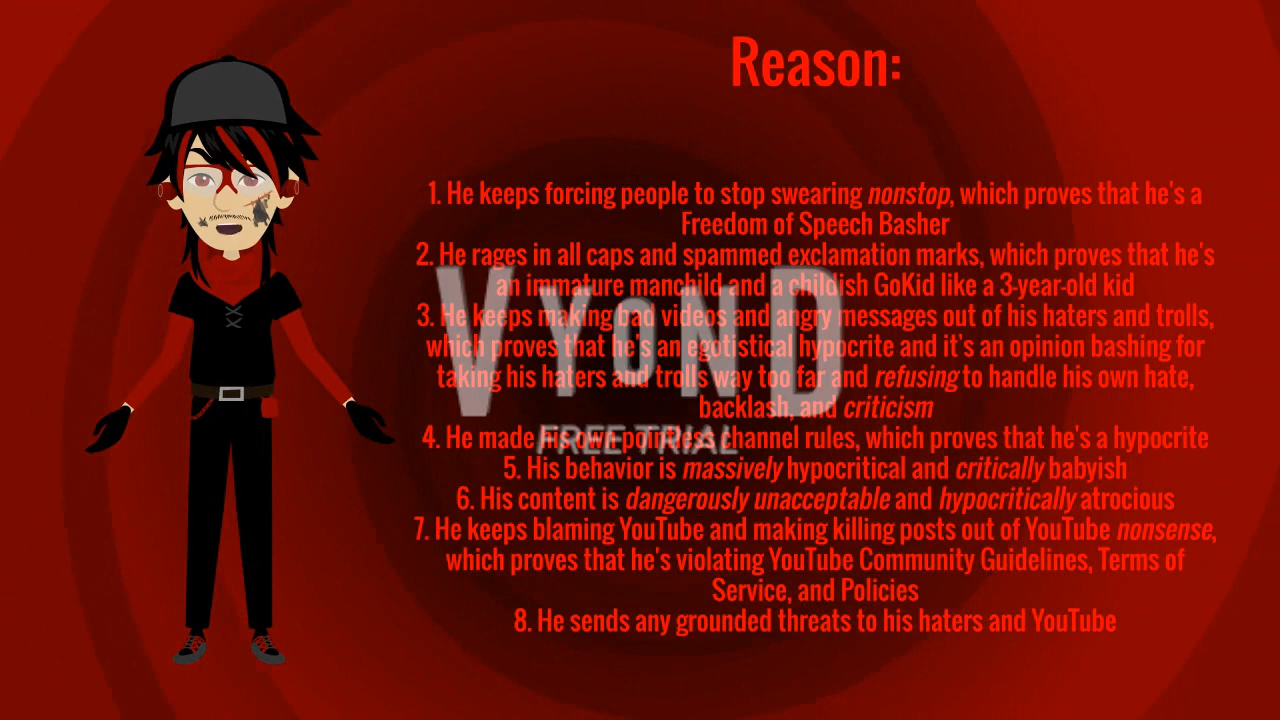 Reason:
1. He keeps forcing people to stop swearing nonstop, which proves that he's a
Freedom of Speech Basher
2. He rages in all caps and spammed exclamation marks, which proves that he's
an immature manchild and a childish GoKid like a 3-year-old kid
3. He keeps making bad videos and angry messages out of his haters and trolls,
which proves that he's an egotistical hypocrite and it's an opinion bashing for
taking his haters and trolls way too far and refusing to handle his own hate,
backlash, and criticism
4. He made his own pointless channel rules, which proves that he's a hypocrite
5. His behavior is massively hypocritical and critically babyish
6. His content is dangerously unacceptable and hypocritically atrocious
7. He keeps blaming YouTube and making killing posts out of YouTube nonsense,
which proves that he's violating YouTube Community Guidelines, Terms of
Service, and Policies
8. He sends any grounded threats to his haters and YouTube
VYOND
FREE TRIAL